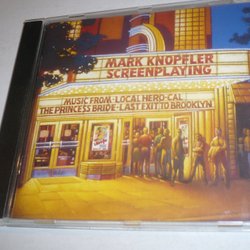 MARK KNOPFLER
SCREENPLAYING
MUSIC FROM·LOCAL HERO·CAL
THE PRINCESS BRIDE·LAST EXIT TO BROOKLYN